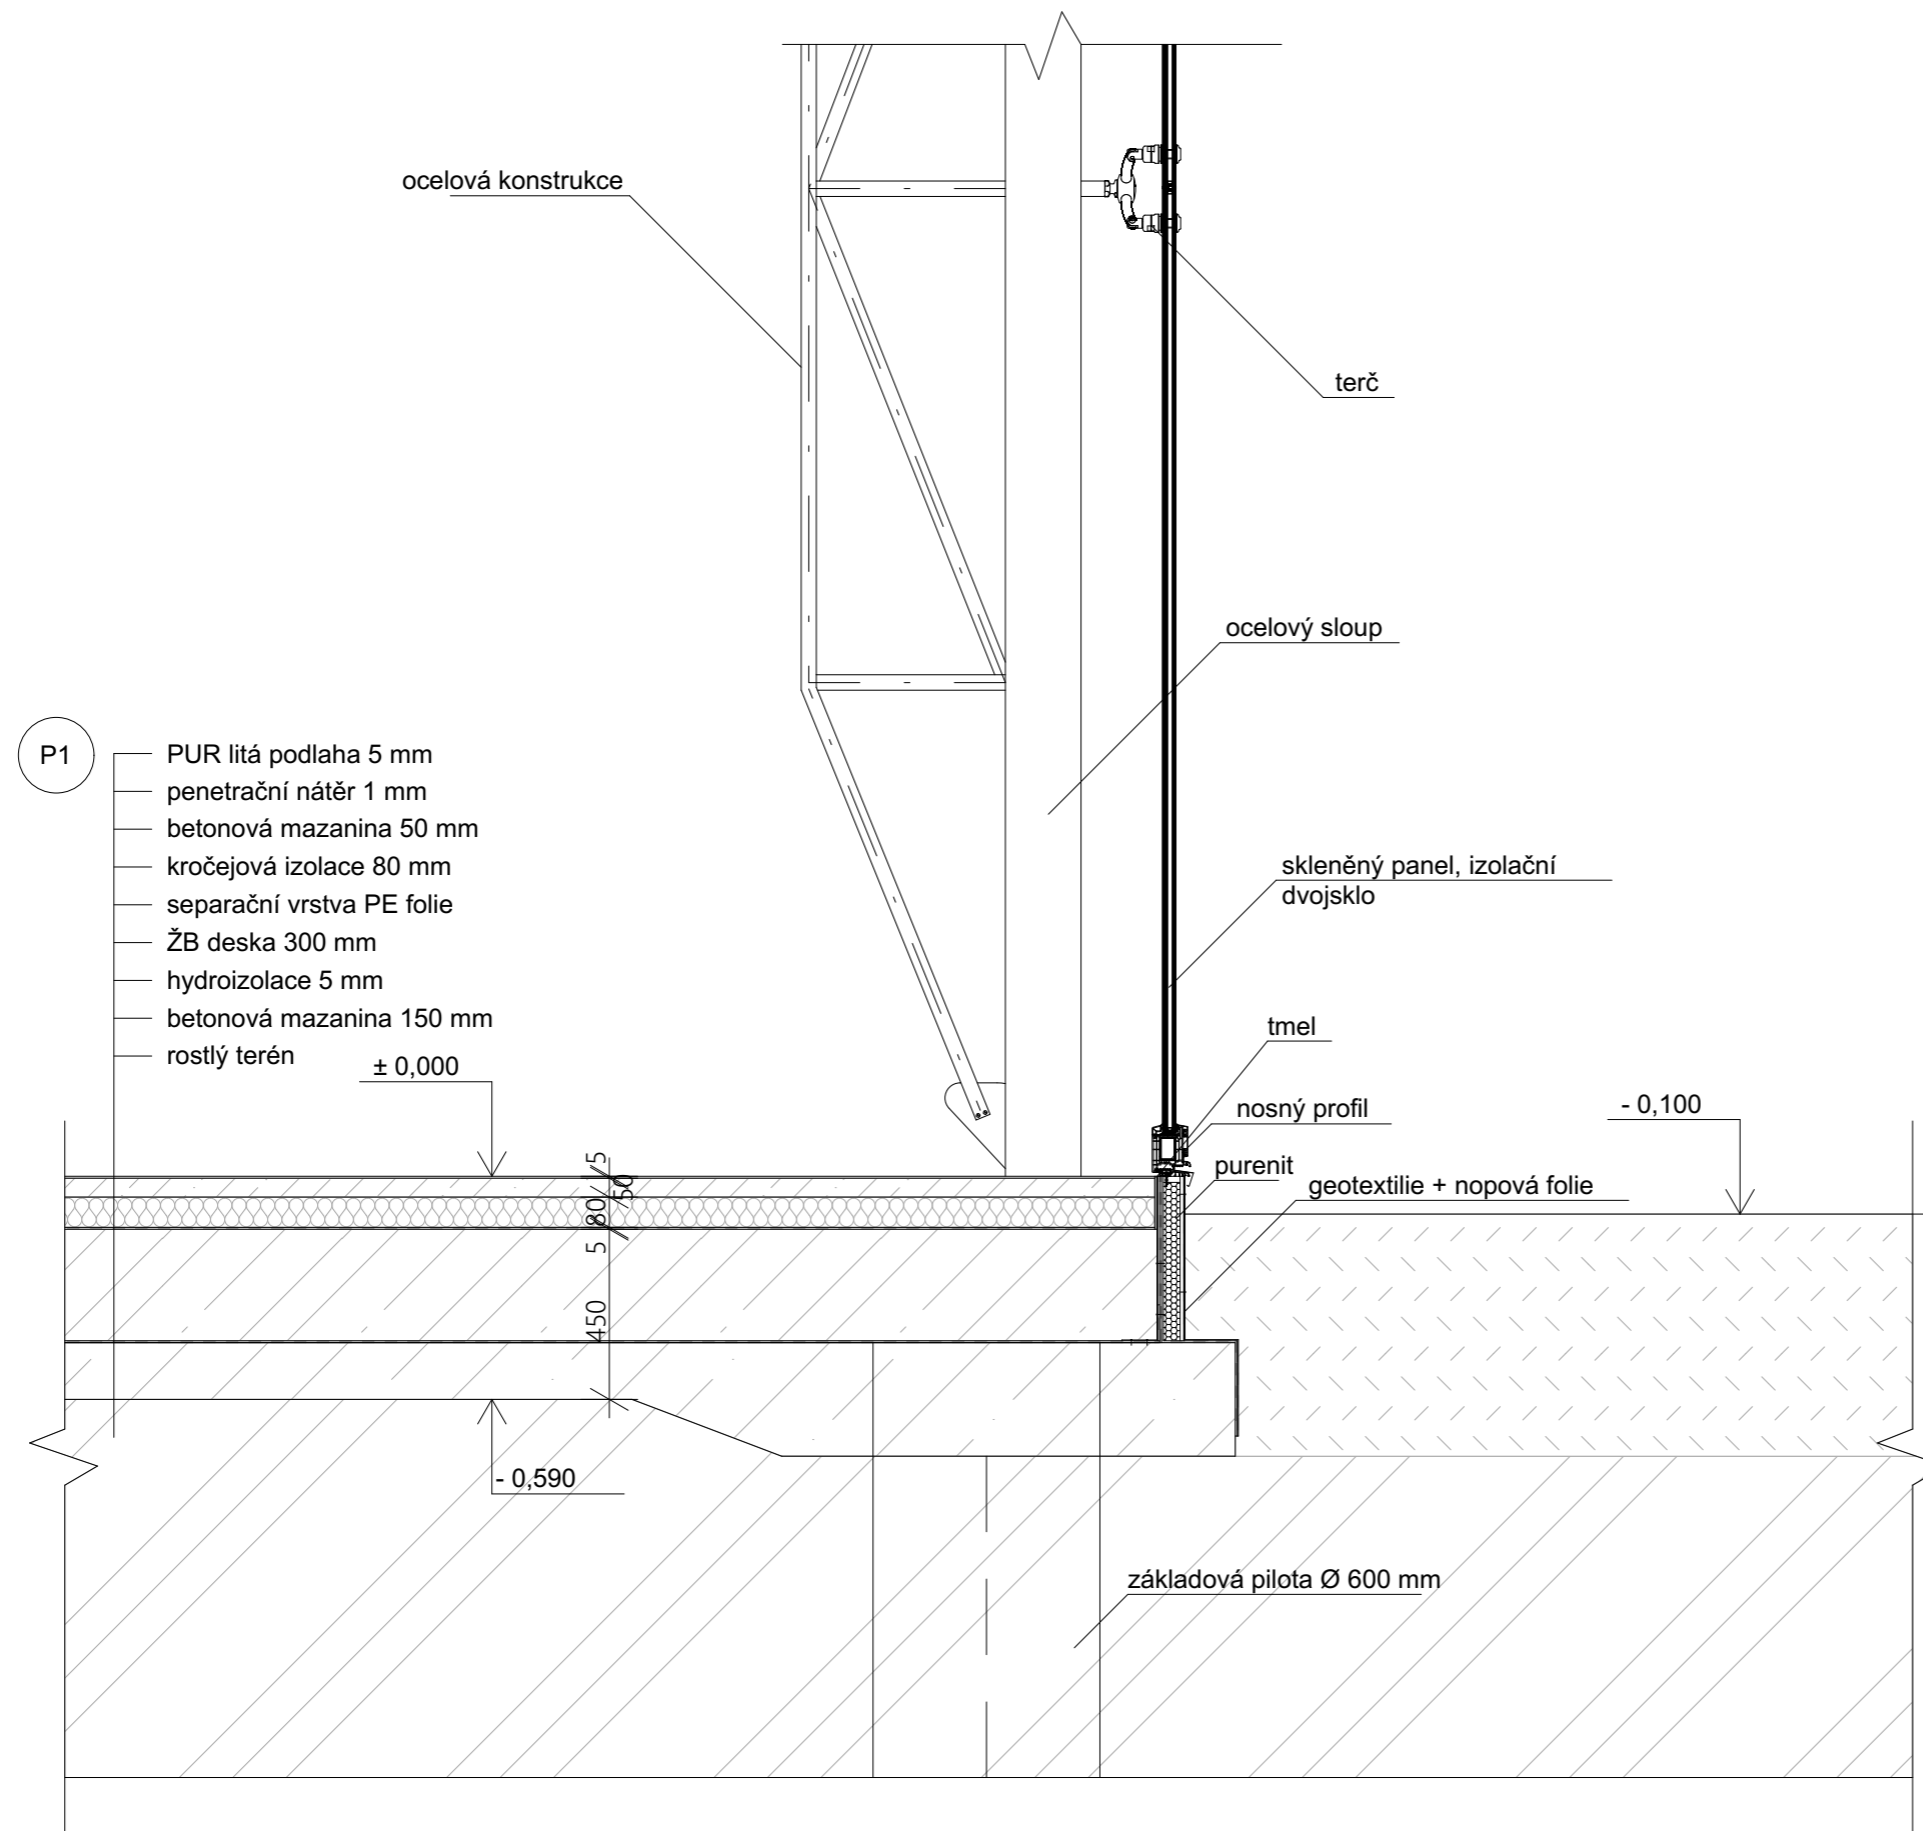 ocelová konstrukce
terč
ocelový sloup
P1
PUR litá podlaha 5 mm
penetrační nátěr 1 mm
betonová mazanina 50 mm
kročejová izolace 80 mm
separační vrstva PE folie
ŽB deska 300 mm
hydroizolace 5 mm
betonová mazanina 150 mm
rostlý terén
skleněný panel, izolační
dvojsklo
tmel
± 0,000
nosný profil
- 0,100
purenit
geotextilie + nopová folie
5
50
80
5
450
- 0,590
základová pilota Ø 600 mm